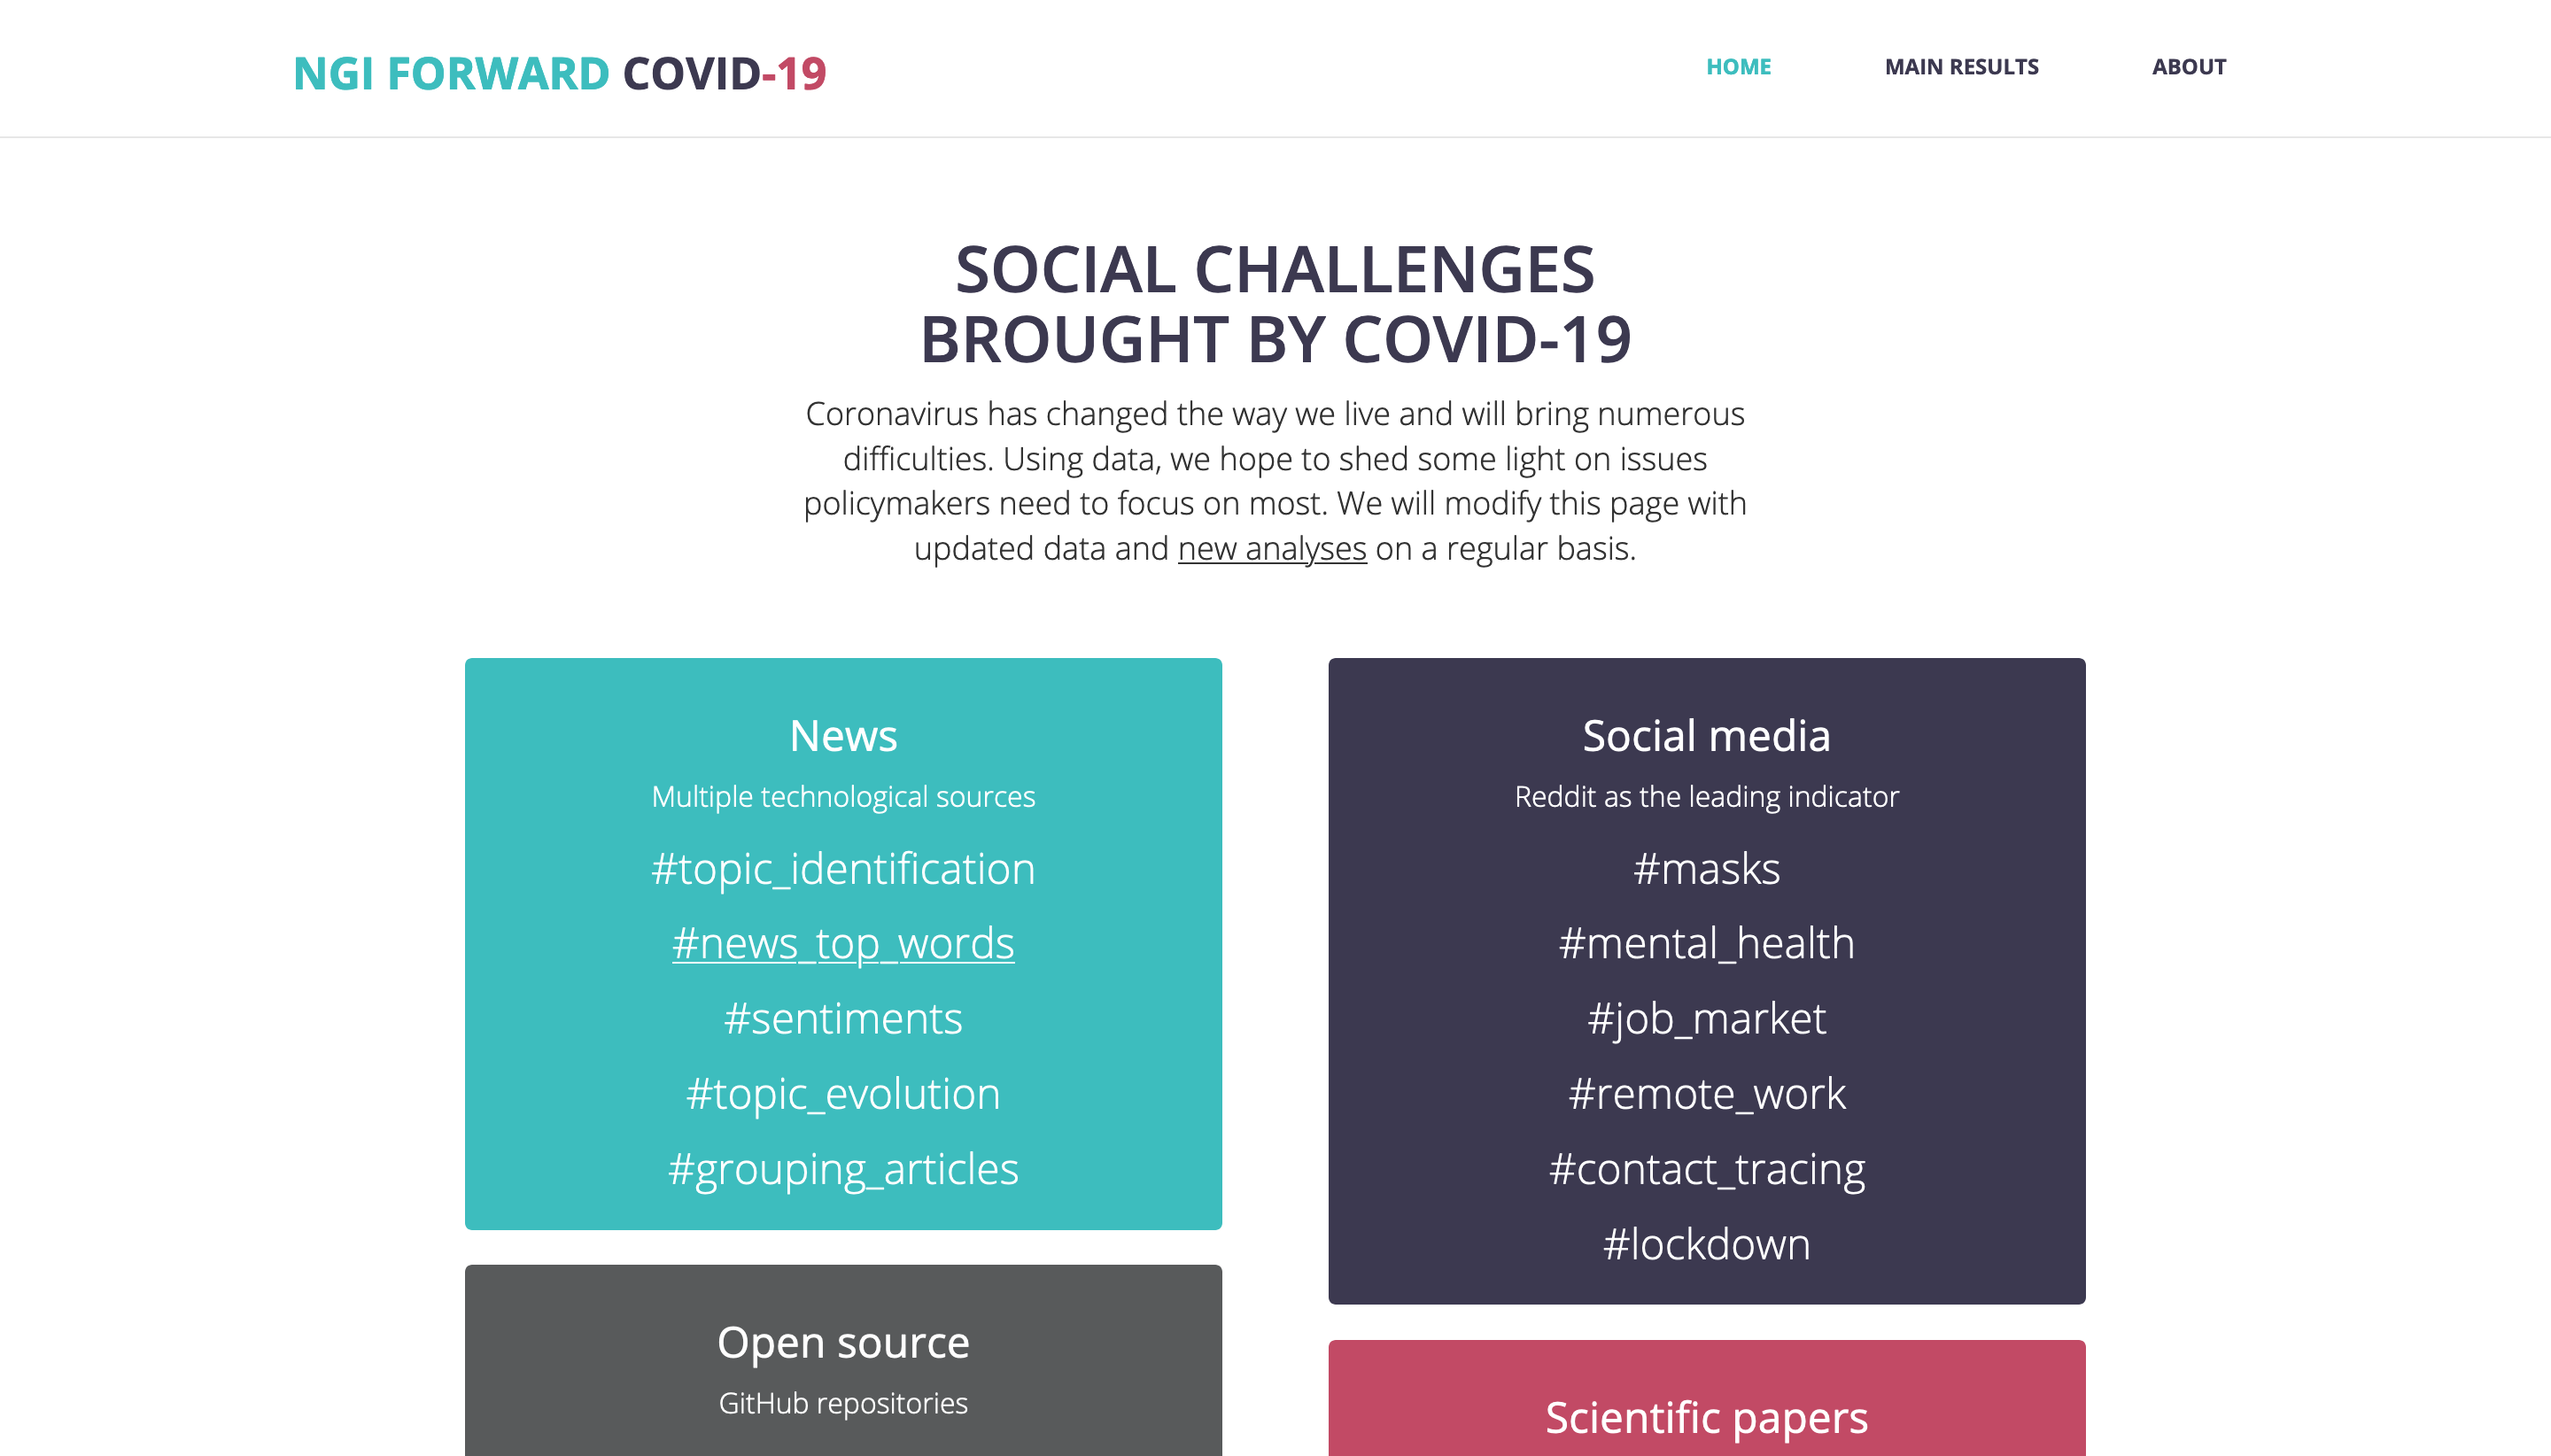 NGI FORWARD COVID-19
HOME
MAIN RESULTS
ABOUT
SOCIAL CHALLENGES
BROUGHT BY COVID-19
Coronavirus has changed the way we live and will bring numerous
difficulties. Using data, we hope to shed some light on issues
policymakers need to focus on most. We will modify this page with
updated data and new analyses on a regular basis.
News
Multiple technological sources
#topic_identification
#news_top_words
#sentiments
#topic_evolution
#grouping_articles
Social media
Reddit as the leading indicator
#masks
#mental_health
#job_market
#remote_work
#contact_tracing
#lockdown
Open source
GitHub repositories
Scientific papers